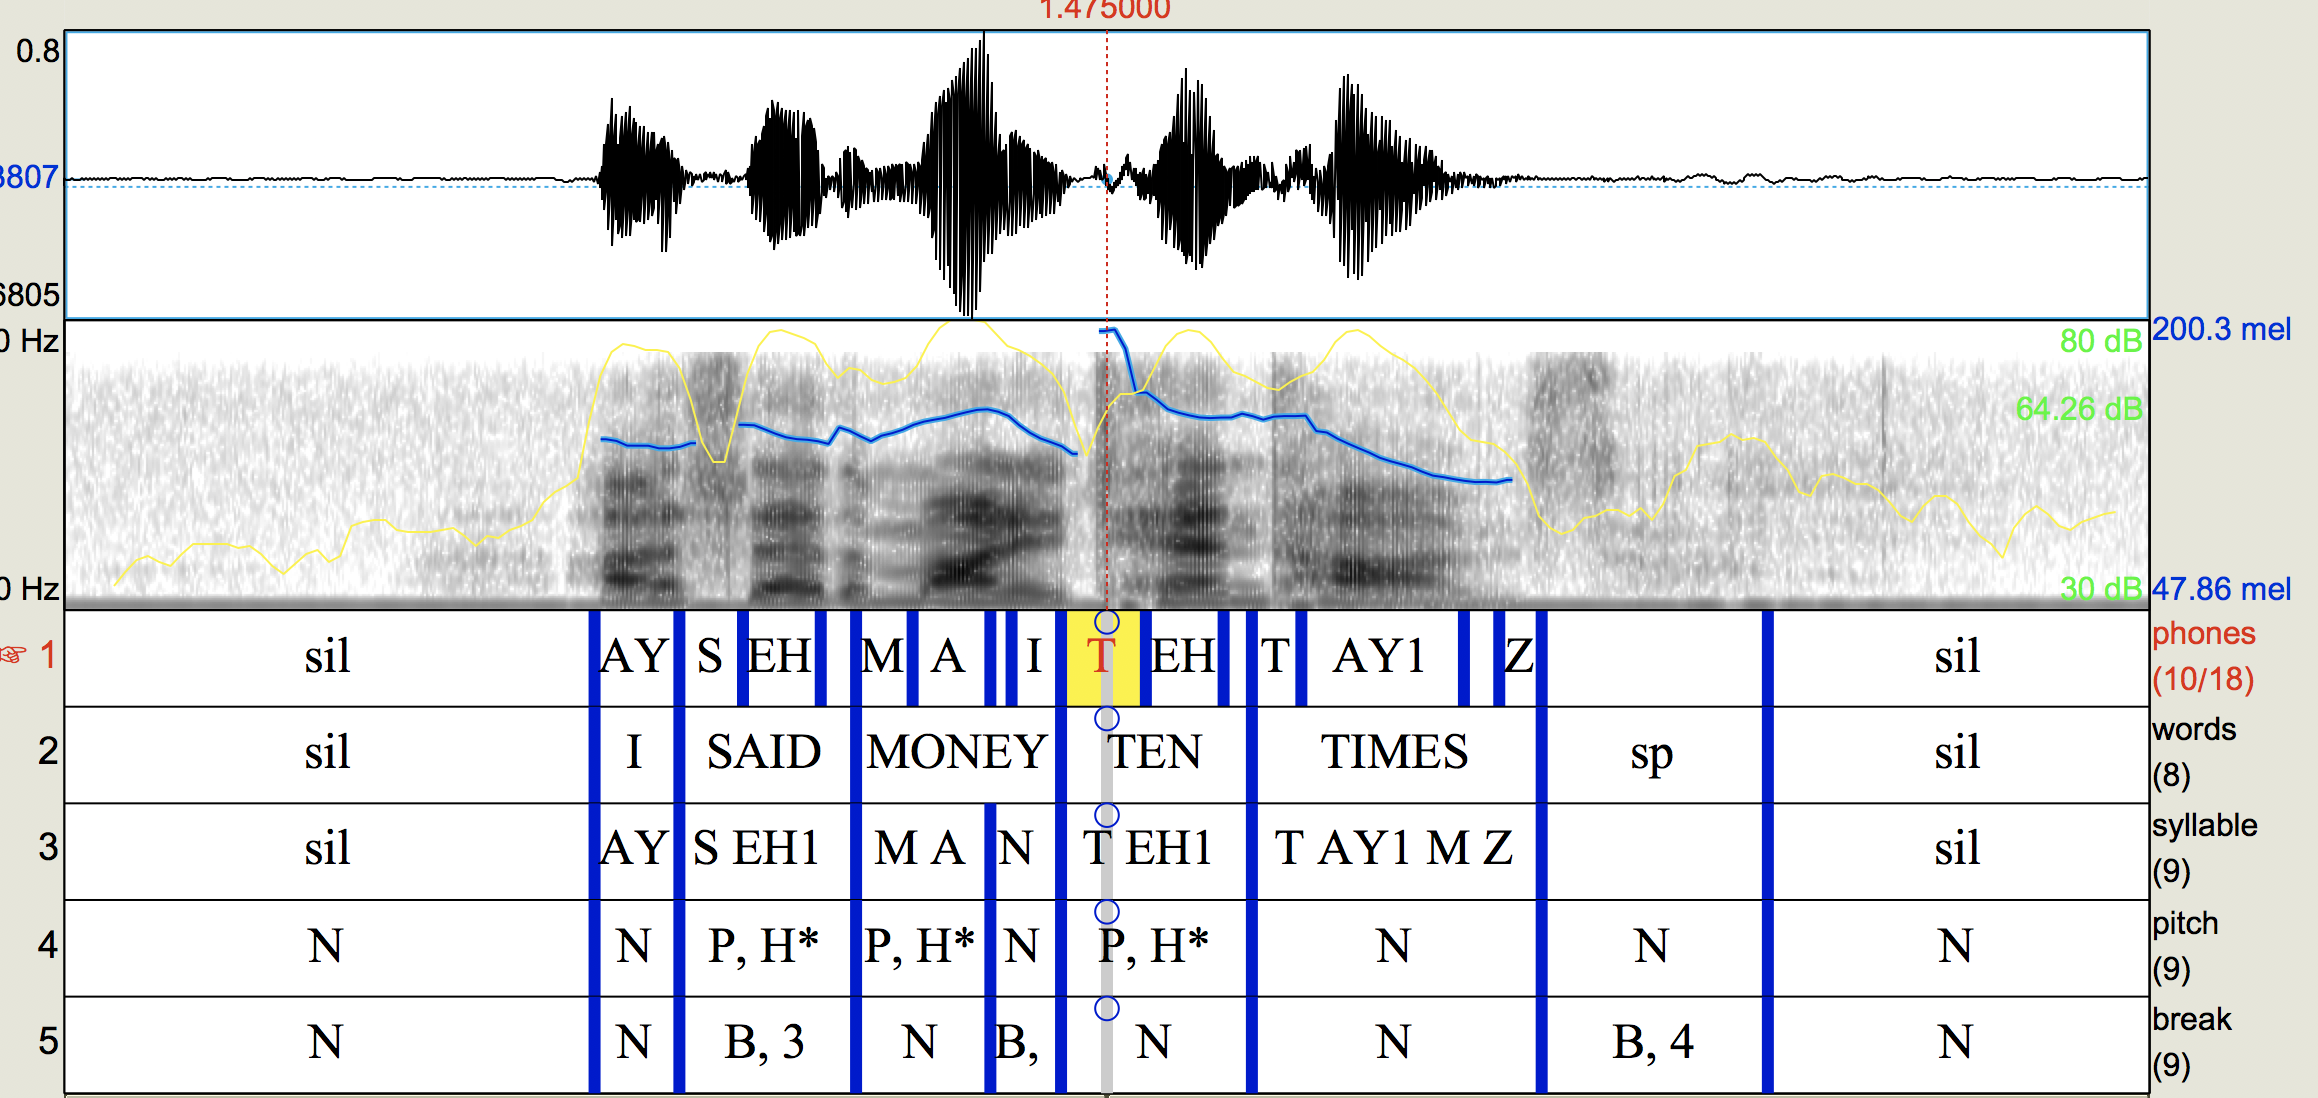 1.475000
0.8
3807
6805
0 Hz
200.3 mel
80 dB
64.26 dB
0 Hz
30 dB
47.86 mel
1 sil AY S EH M A I T EH T AY1 Z sil phones (10/18)
2 sil I SAID MONEY TEN TIMES sp sil words (8)
3 sil AY S EH1 M A N T EH1 T AY1 M Z sil syllable (9)
4 N N P, H* P, H* N P, H* N N N pitch (9)
5 N N B, 3 N B, N N B, 4 N break (9)